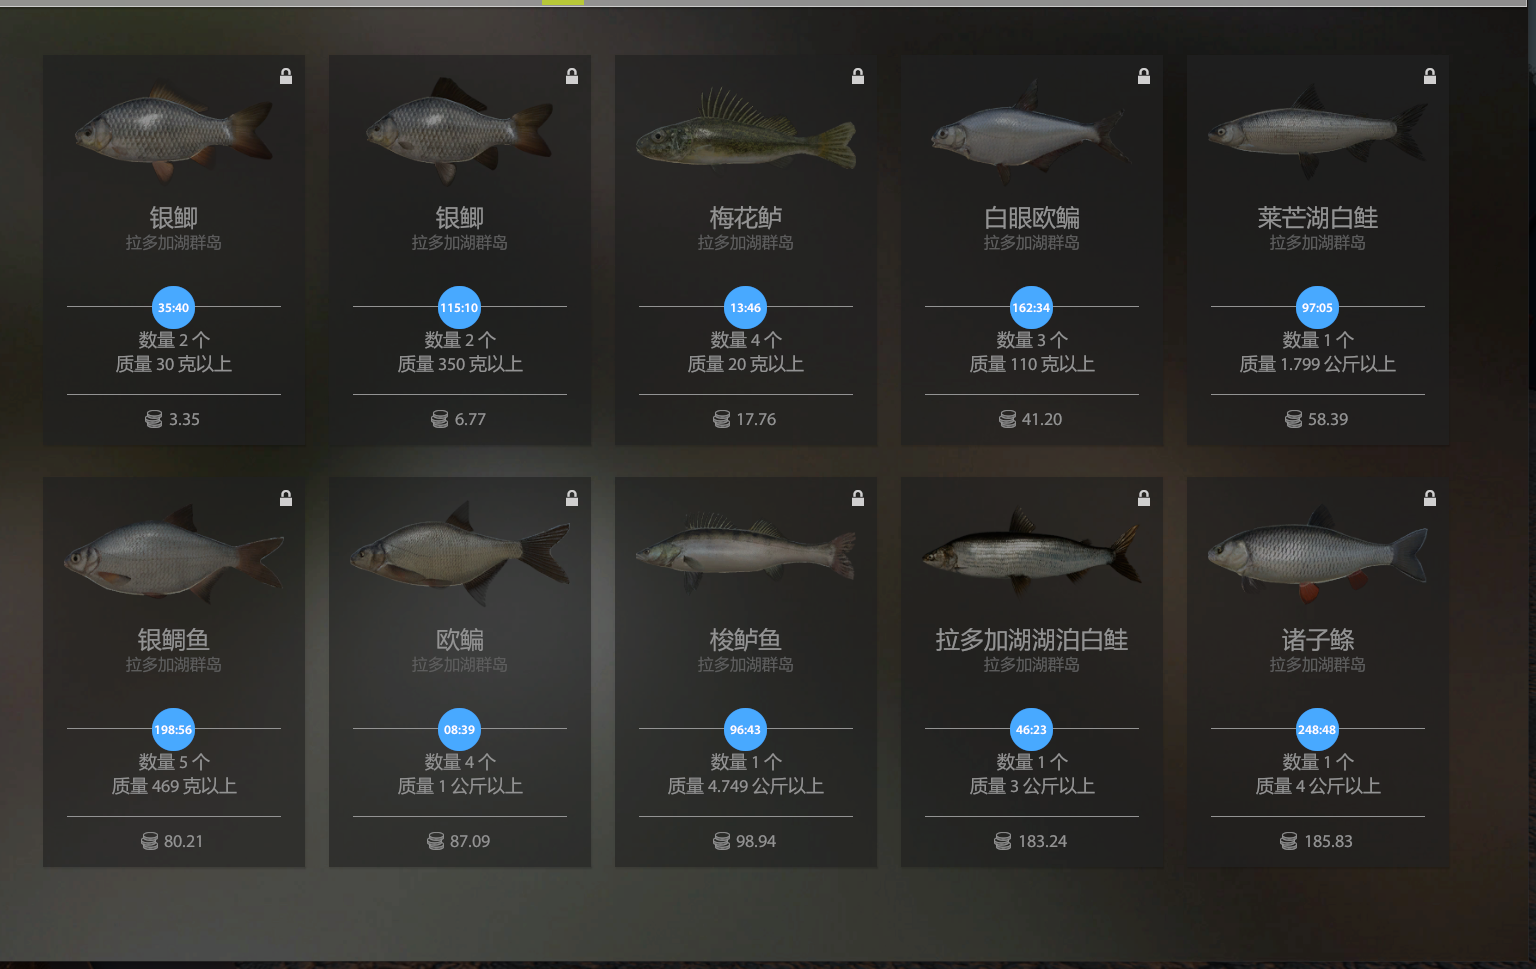 银鲫
拉多加湖群岛
35:40
数量 2 个
质量 30 克以上
3.35
银鲫
拉多加湖群岛
115:10
数量 2 个
质量 350 克以上
6.77
梅花鲈
拉多加湖群岛
13:46
数量 4 个
质量 20 克以上
17.76
白眼欧鳊
拉多加湖群岛
162:34
数量 3 个
质量 110 克以上
41.20
莱芒湖白鲑
拉多加湖群岛
97:05
数量 1 个
质量 1.799 公斤以上
58.39
银鲷鱼
拉多加湖群岛
198:56
数量 5 个
质量 469 克以上
80.21
欧鳊
拉多加湖群岛
08:39
数量 4 个
质量 1 公斤以上
87.09
梭鲈鱼
拉多加湖群岛
96:43
数量 1 个
质量 4.749 公斤以上
98.94
拉多加湖湖泊白鲑
拉多加湖群岛
46:23
数量 1 个
质量 3 公斤以上
183.24
诸子鲦
拉多加湖群岛
248:48
数量 1 个
质量 4 公斤以上
185.83